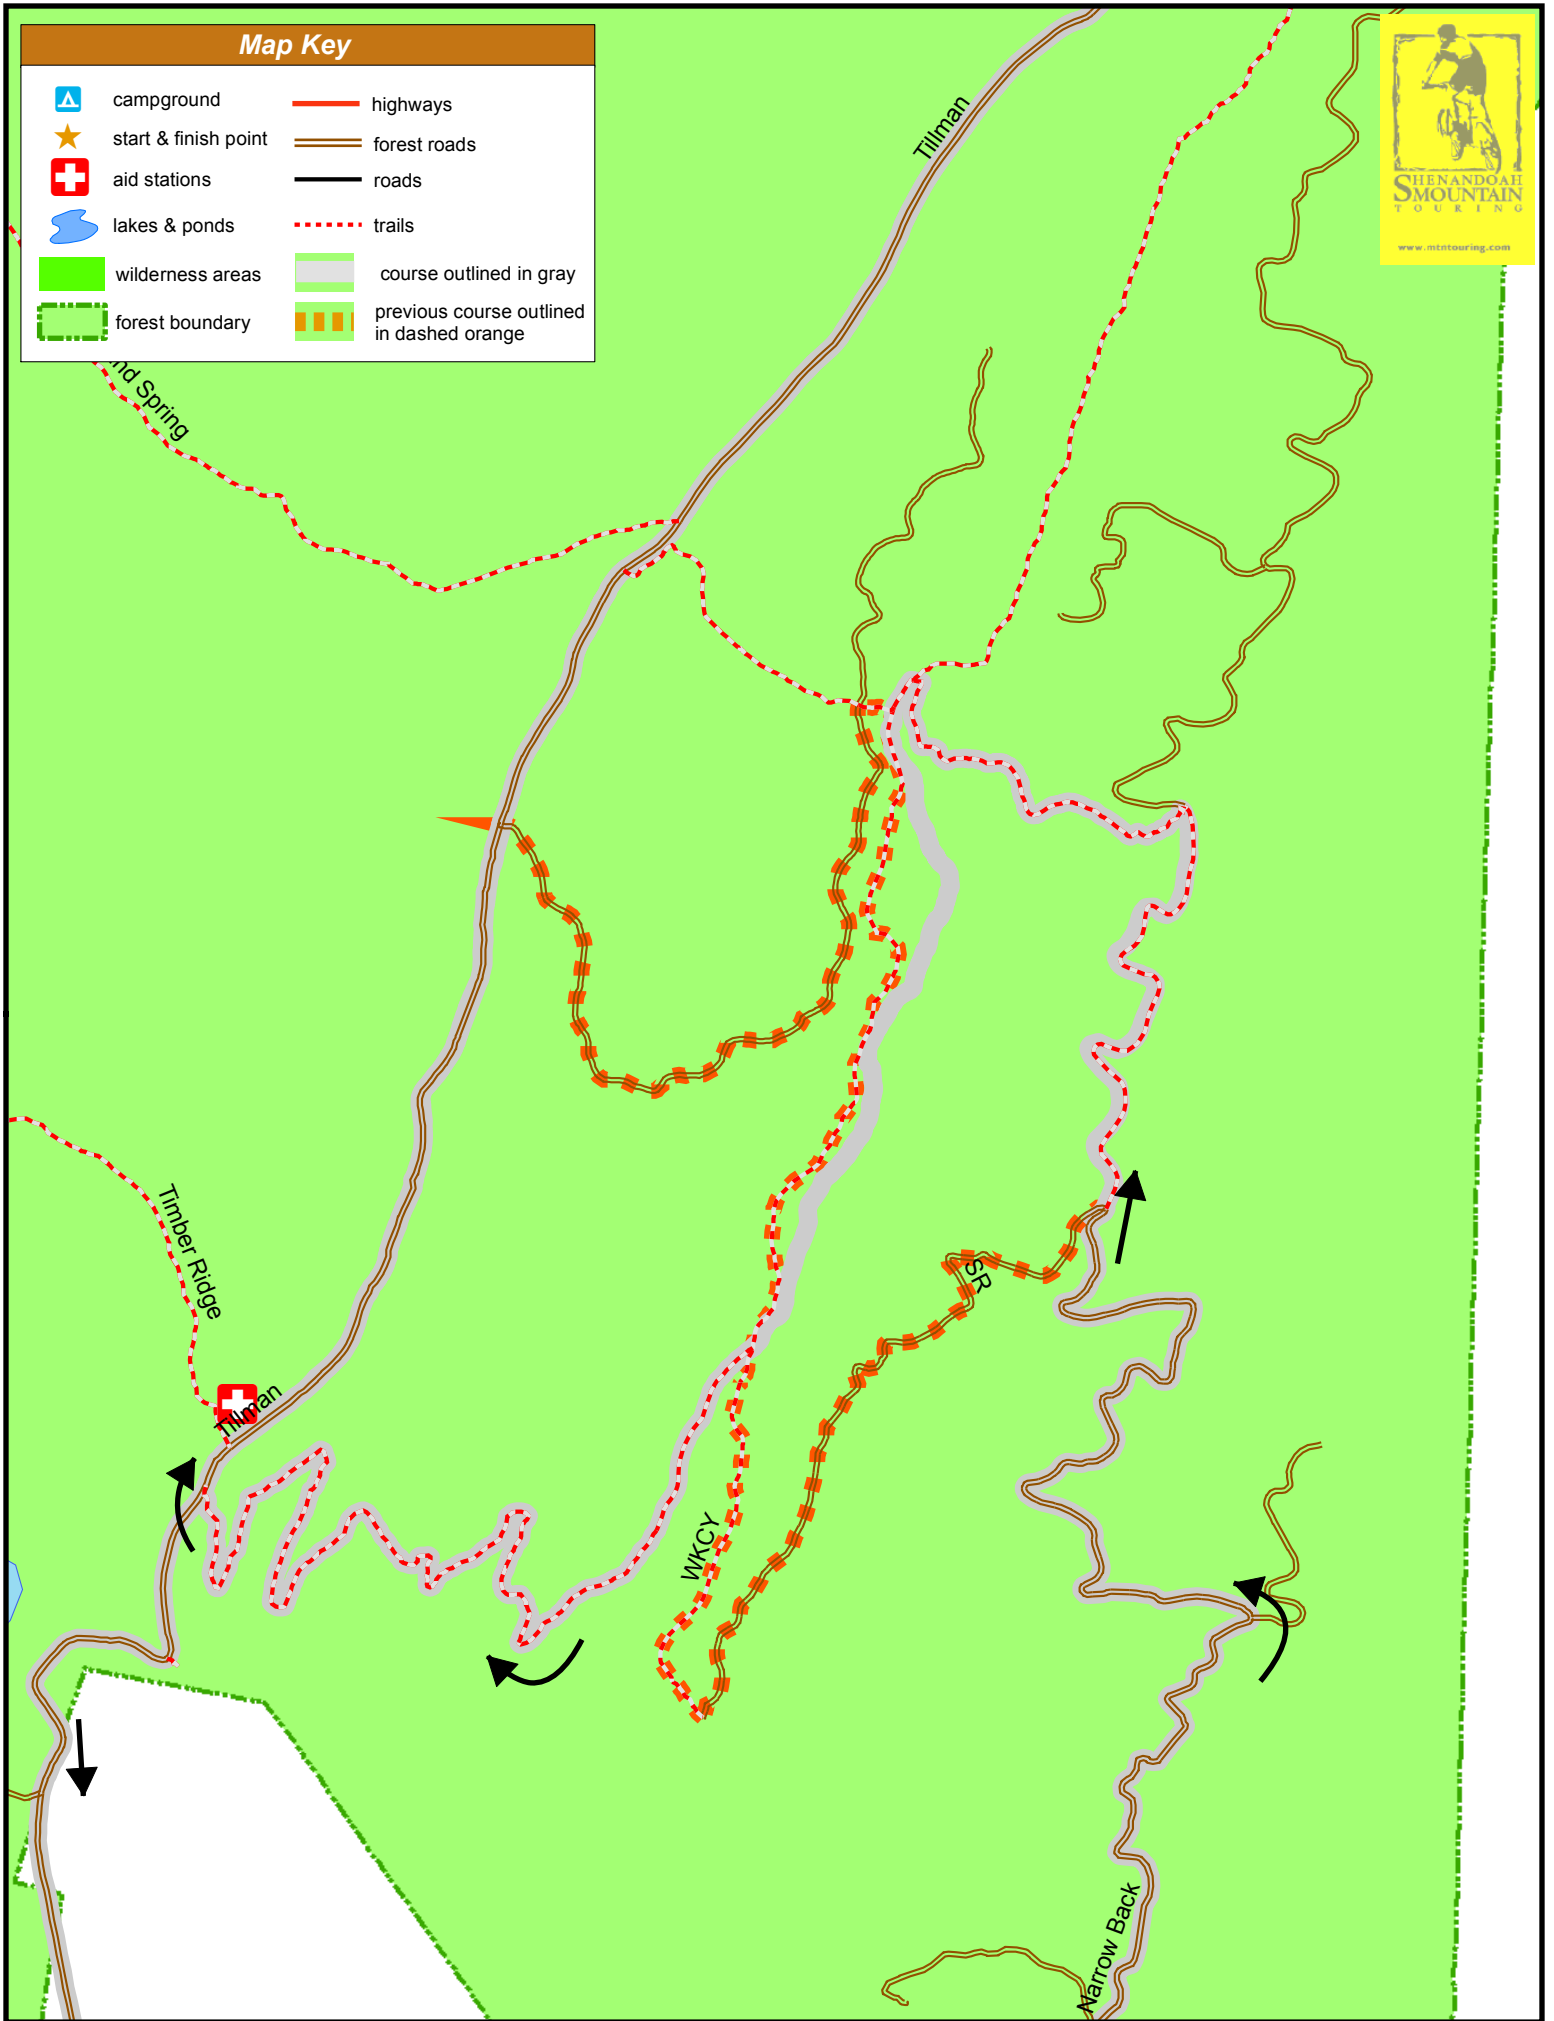 Map Key
campground
start & finish point
aid stations
lakes & ponds
wilderness areas
forest boundary
highways
forest roads
roads
trails
course outlined in gray
previous course outlined
in dashed orange
SHENANDOAH
MOUNTAIN
TOURING
www.mtntouring.com
Tillman
nd Spring
Timber Ridge
Tillman
SR
WKCY
Narrow Back